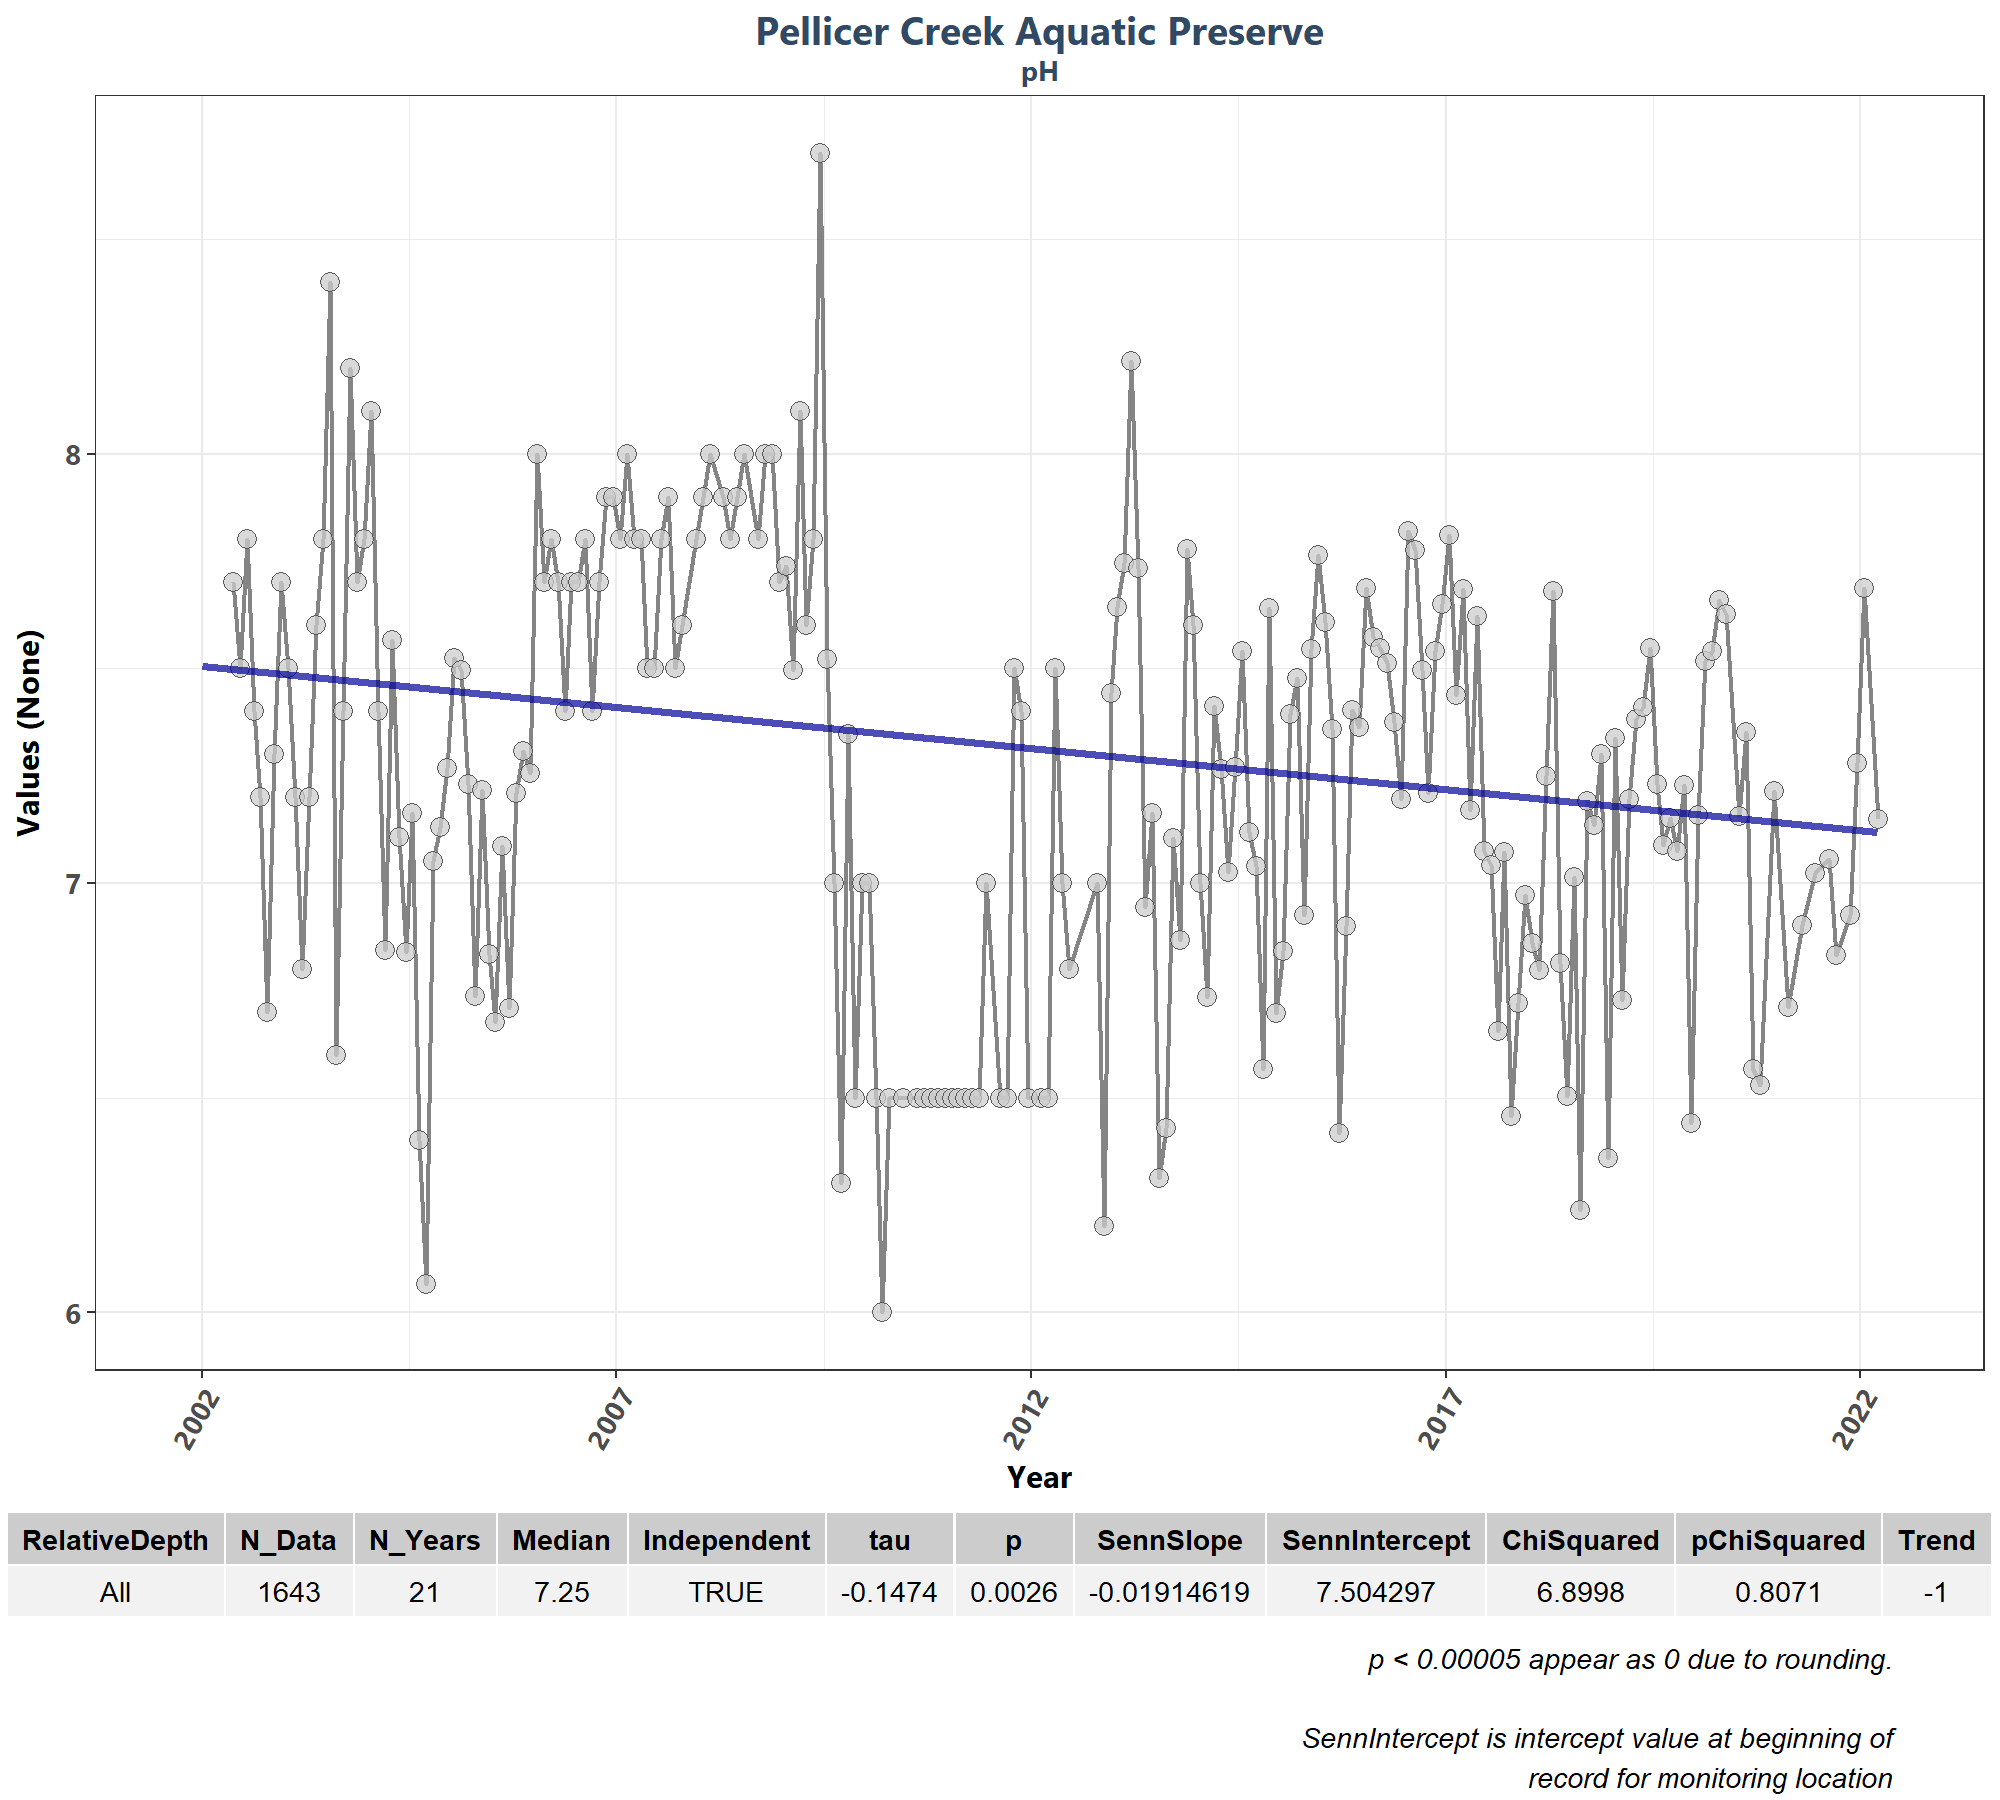 Pellicer Creek Aquatic Preserve
pH
Values (None)
8
7
6
2002 2007 2012 2017 2022
Year
RelativeDepth N_Data N_Years Median Independent tau p SennSlope SennIntercept ChiSquared pChiSquared Trend
All 1643 21 7.25 TRUE -0.1474 0.0026 -0.01914619 7.504297 6.8998 0.8071 -1
p < 0.00005 appear as 0 due to rounding.
SennIntercept is intercept value at beginning of
record for monitoring location